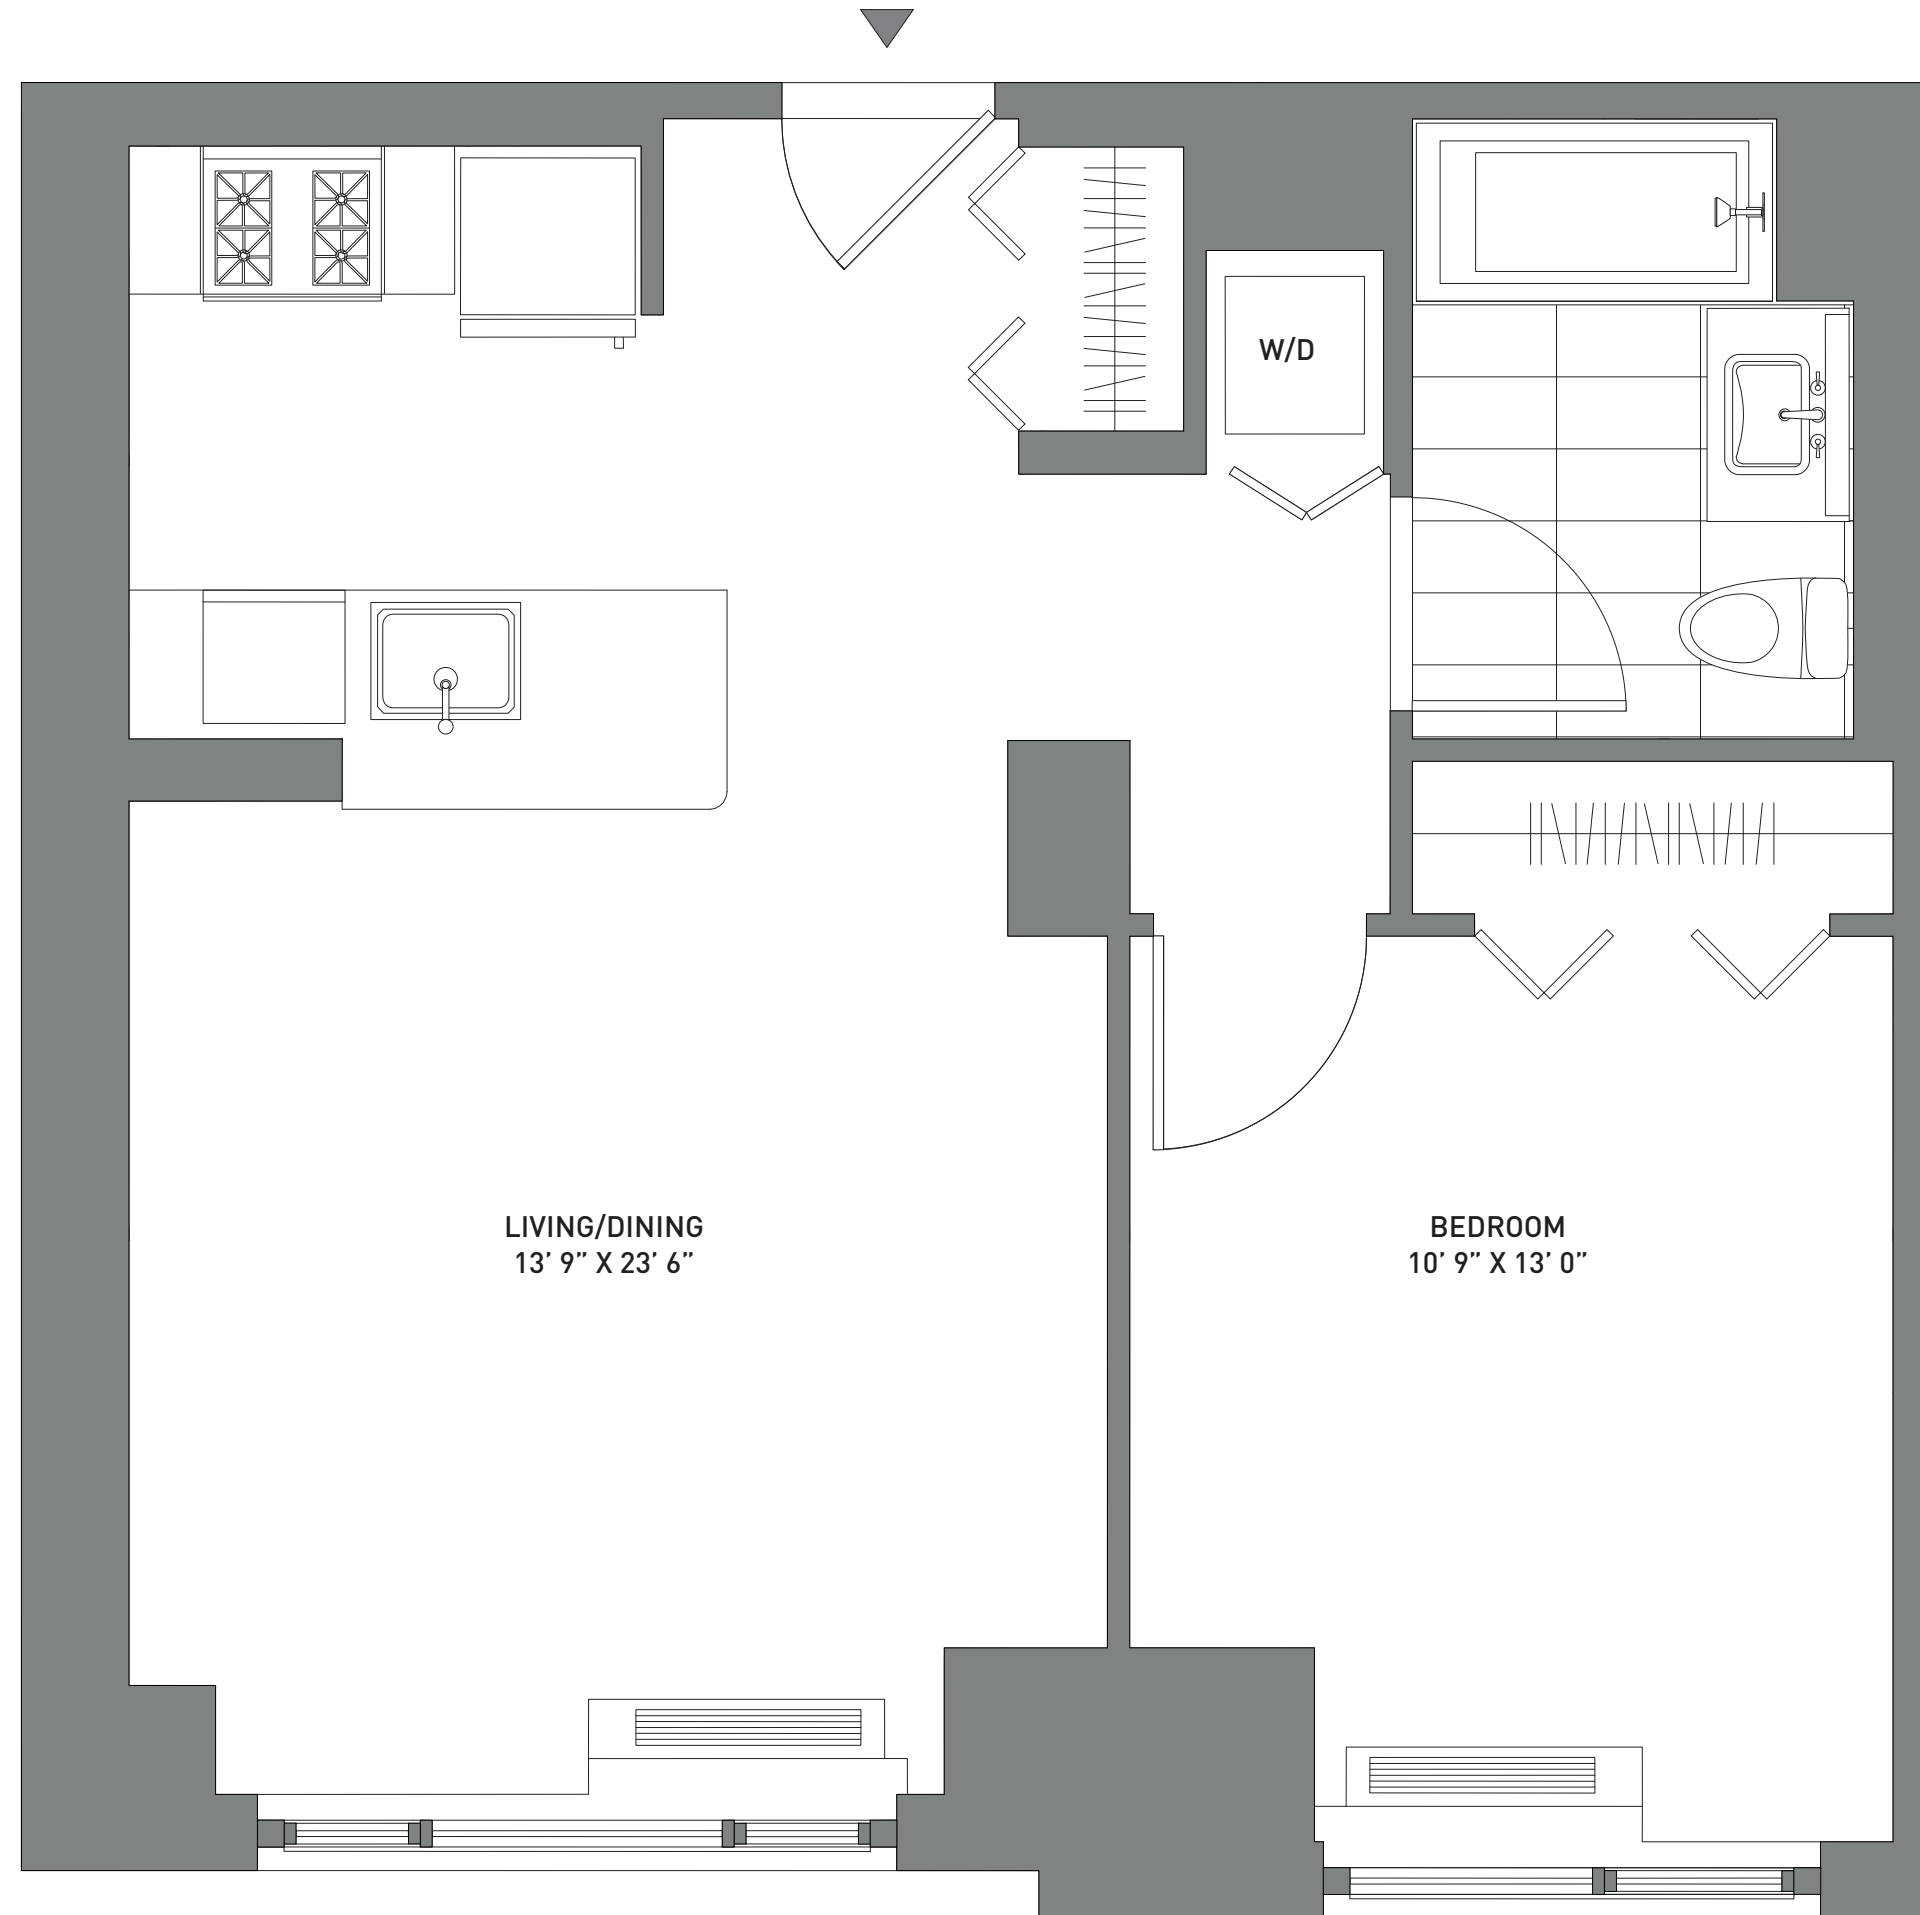 W/D
LIVING/DINING
13’ 9” X 23’ 6”
BEDROOM
10’ 9” X 13’ 0”